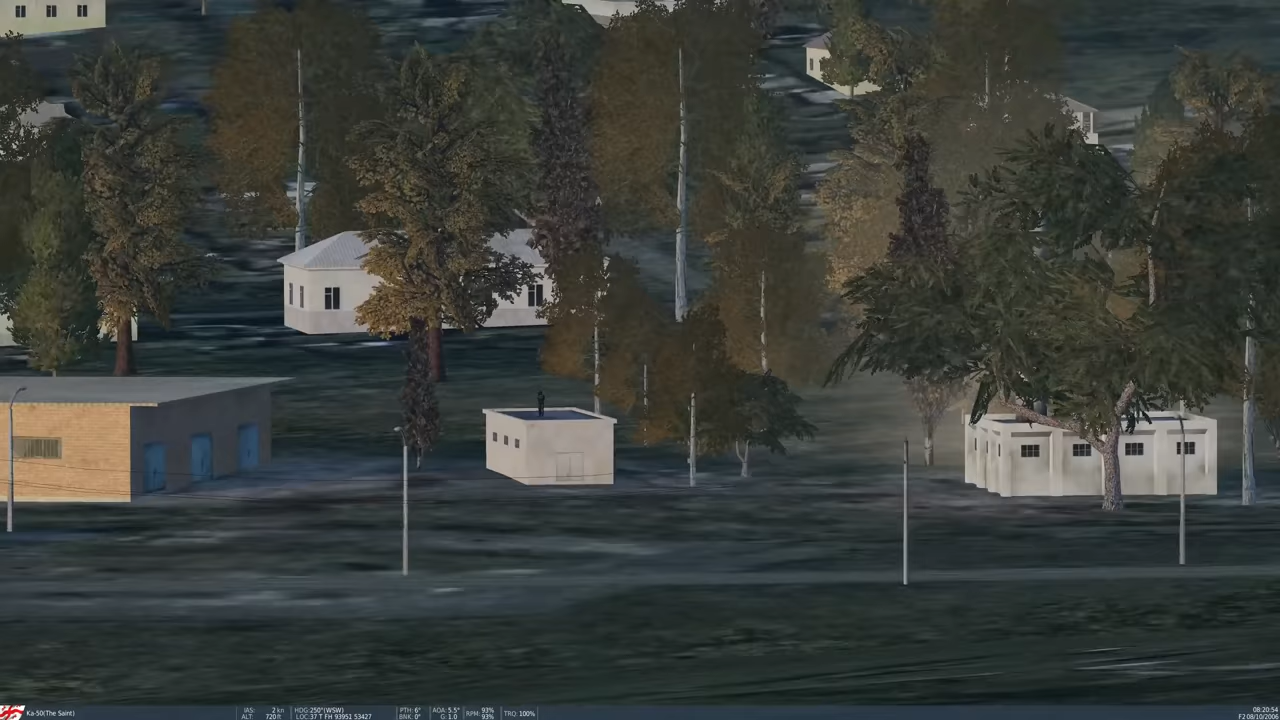 Ka-50(The Saint)
IAS: 2 kn
ALT: 720 ft
HDG: 250°(WSW)
LOC:37 T FH 93951 53427
PTH: 6°
BNK: 0°
AOA: 5.5°
G: 1.0
RPM: 93%
93%
TRQ: 100%
08:20:54